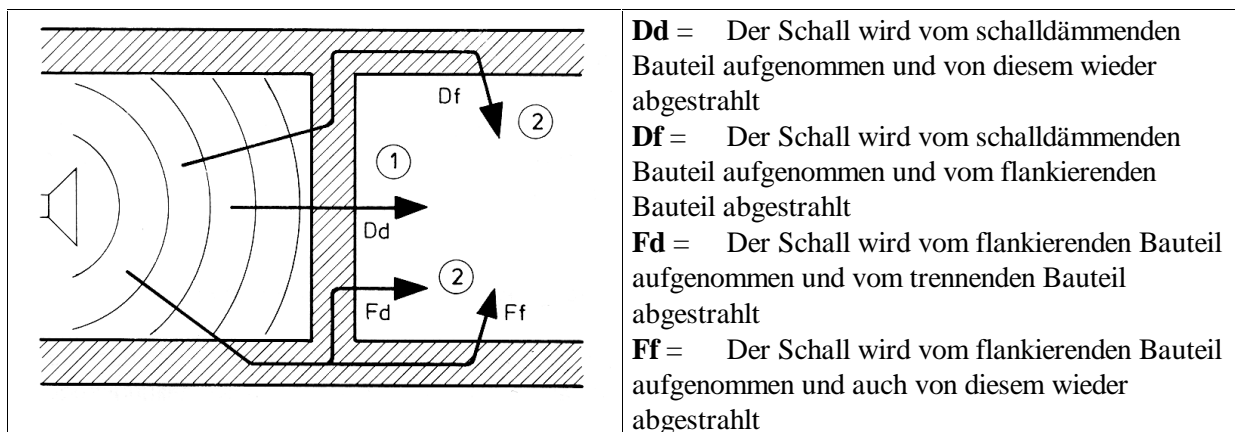 Df
2
1
Dd
2
Fd
Ff
Dd = Der Schall wird vom schalldämmenden
Bauteil aufgenommen und von diesem wieder
abgestrahlt
Df = Der Schall wird vom schalldämmenden
Bauteil aufgenommen und vom flankierenden
Bauteil abgestrahlt
Fd = Der Schall wird vom flankierenden Bauteil
aufgenommen und vom trennenden Bauteil
abgestrahlt
Ff = Der Schall wird vom flankierenden Bauteil
aufgenommen und auch von diesem wieder
abgestrahlt